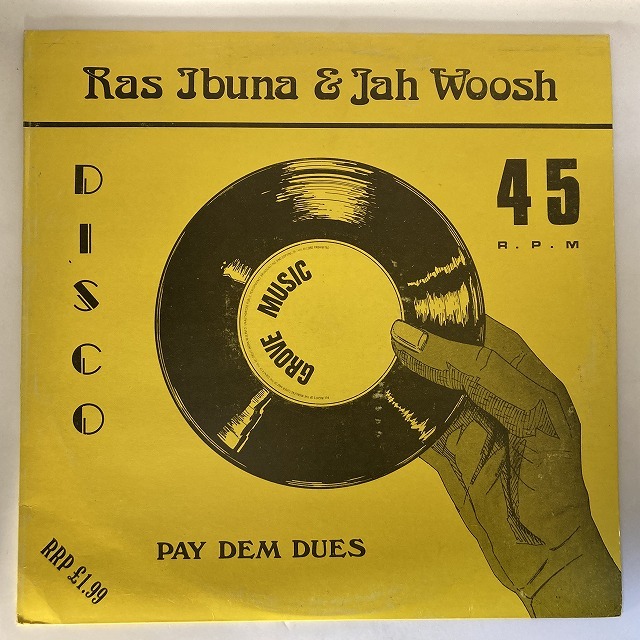 Ras Ibuna & Jah Woosh
DISCO
45
R.P.M
GROVE MUSIC
PAY DEM DUES
RRP £1.99